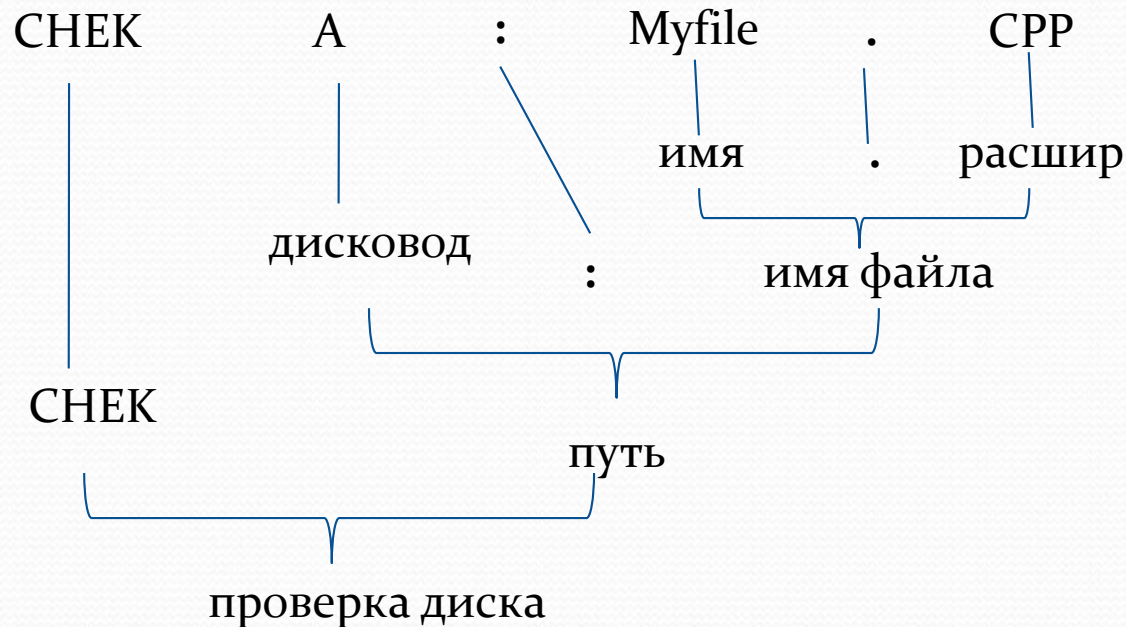 CHEK A : Myfile . CPP
имя . расшир
дисковод : имя файла
CHEK
путь
проверка диска